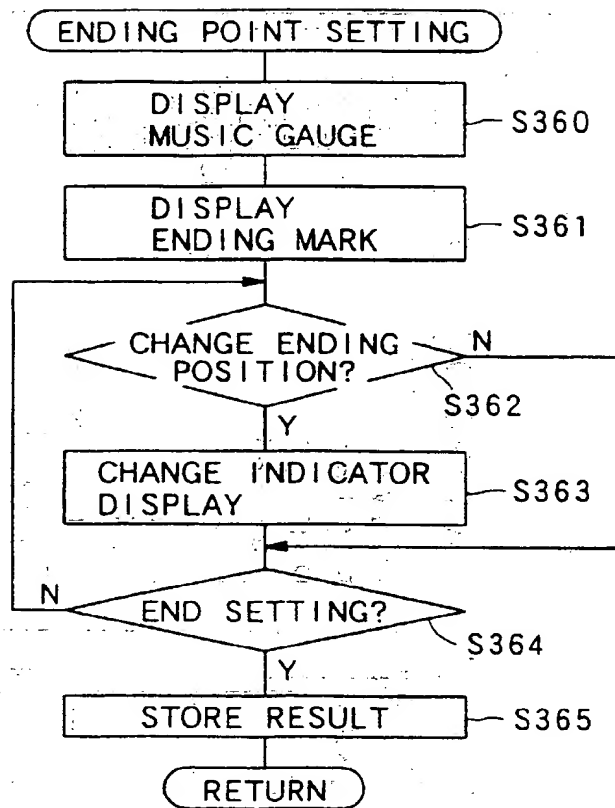 ENDING POINT SETTING
DISPLAY
MUSIC GAUGE
S360
DISPLAY
ENDING MARK
S361
CHANGE ENDING
POSITION?
N
S362
Y
CHANGE INDICATOR
DISPLAY
S363
N
END SETTING?
S364
Y
STORE RESULT
S365
RETURN